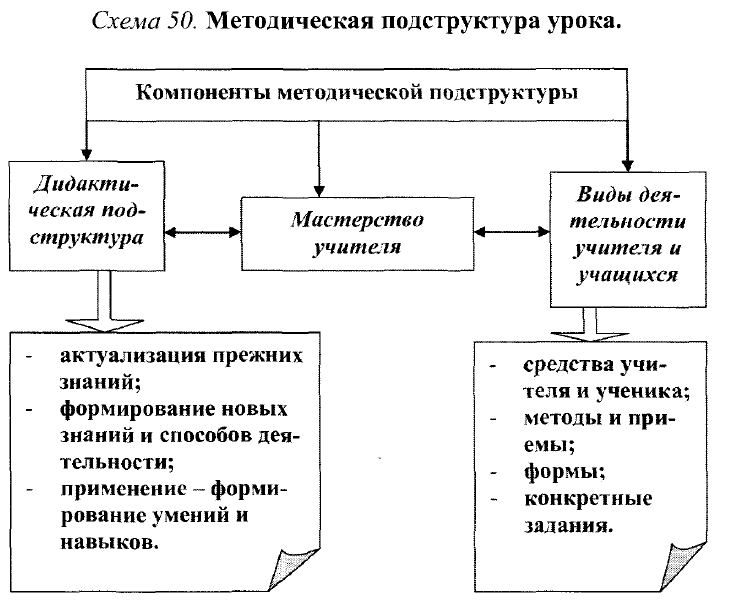 Схема 50. Методическая подструктура урока.
Компоненты методической подструктуры
Дидакти-
ческая под-
структура
Мастерство
учителя
Виды дея-
тельности
учителя и
учащихся
- актуализация прежних
знаний;
- формирование новых
знаний и способов дея-
тельности;
- применение – форми-
рование умений и
навыков.
- средства учи-
теля и ученика;
- методы и при-
емы;
- формы;
- конкретные
задания.